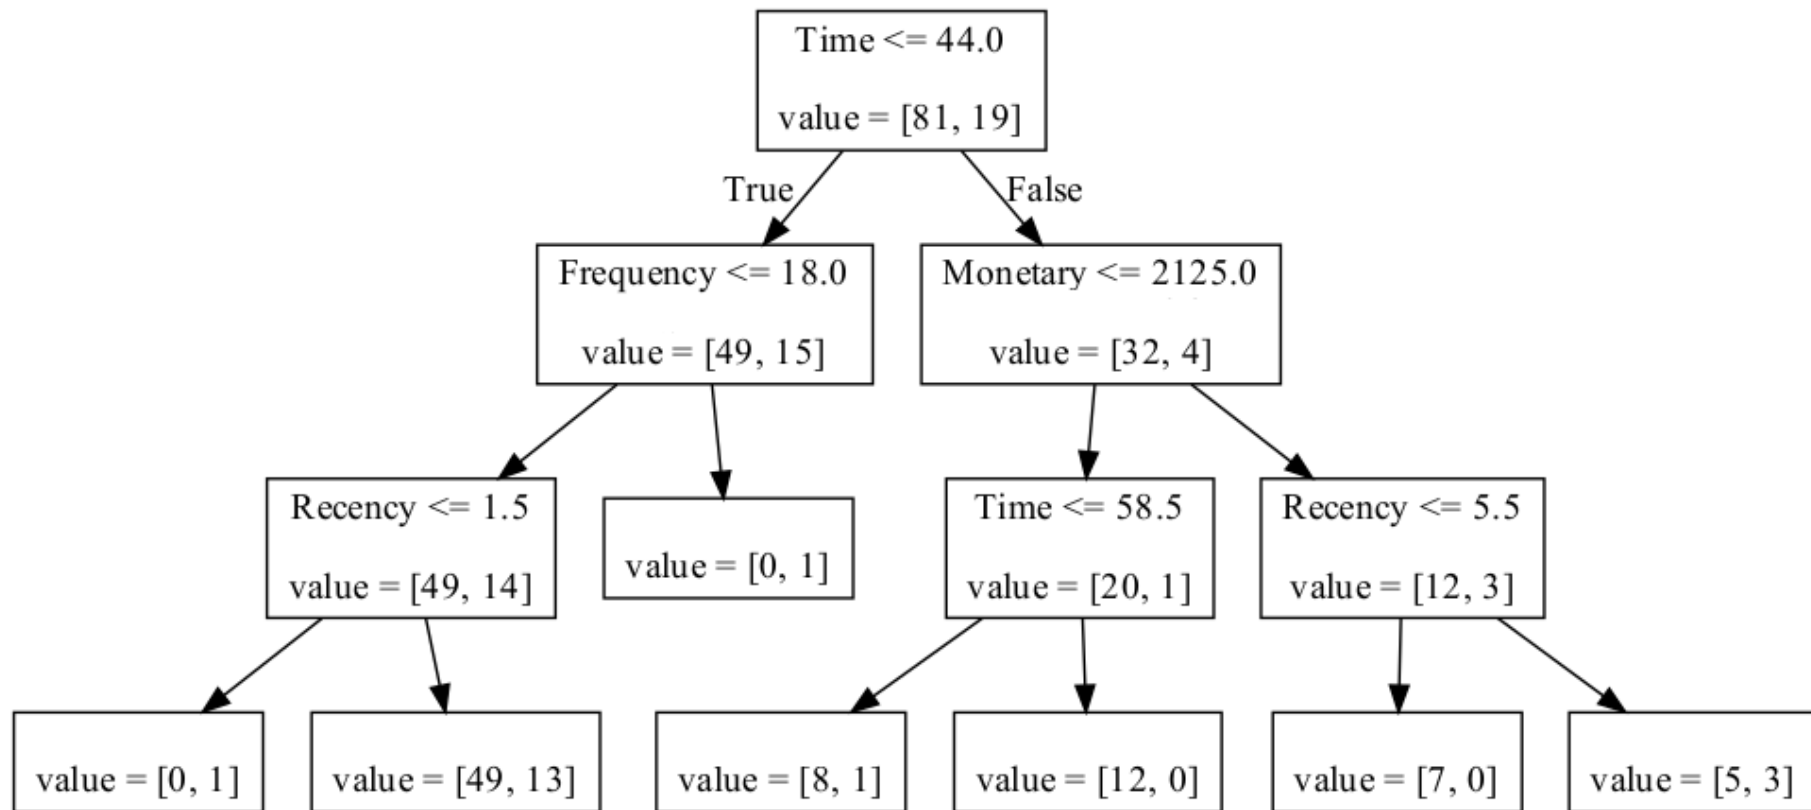 Time <= 44.0
value = [81, 19]
True
False
Frequency <= 18.0
value = [49, 15]
Monetary <= 2125.0
value = [32, 4]
Recency <= 1.5
value = [49, 14]
value = [0, 1]
Time <= 58.5
value = [20, 1]
Recency <= 5.5
value = [12, 3]
value = [0, 1]
value = [49, 13]
value = [8, 1]
value = [12, 0]
value = [7, 0]
value = [5, 3]